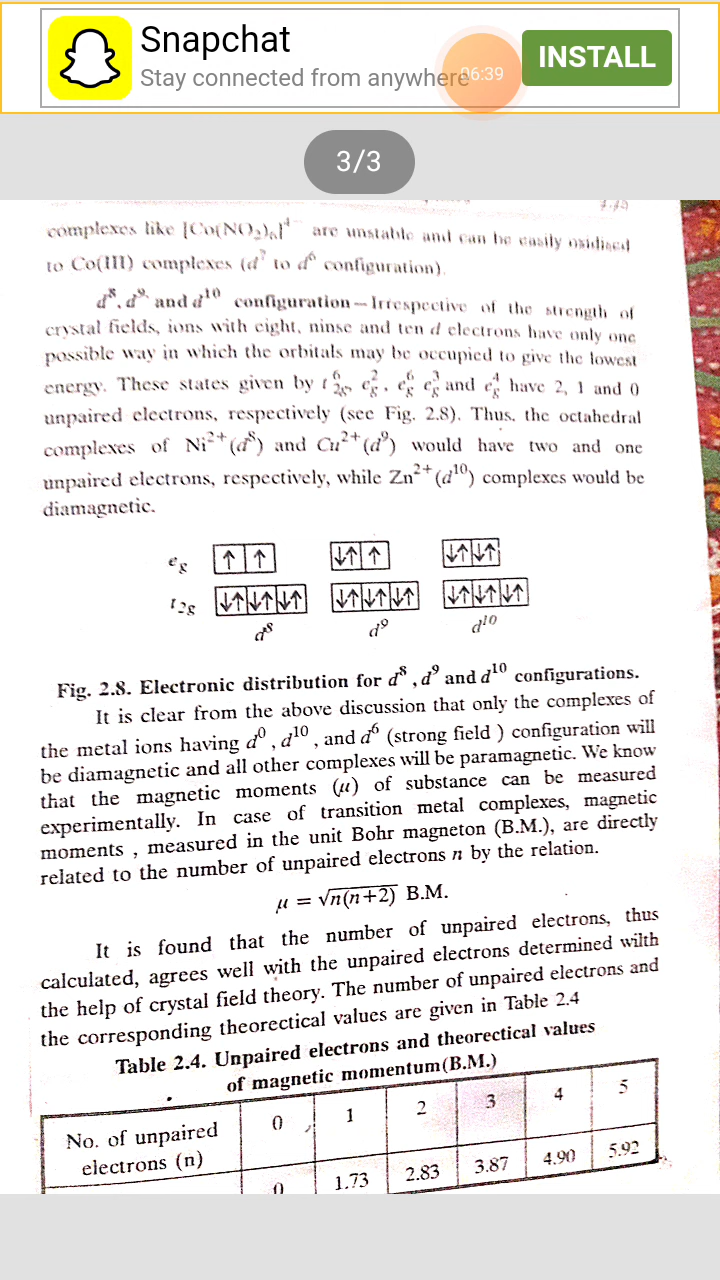 Snapchat
Stay connected from anywhere
06:39
INSTALL
3/3
complexes like [Co(NO₂)₆]⁴⁻ are unstable and can be easily oxidised
to Co(III) complexes (d⁷ to d⁶ configuration).
d⁸, d⁹ and d¹⁰ configuration – Irrespective of the strength of
crystal fields, ions with eight, ninse and ten d electrons have only one
possible way in which the orbitals may be occupied to give the lowest
energy. These states given by t⁶₂g, e²g, e⁶g e³g and e⁴g have 2, 1 and 0
unpaired electrons, respectively (see Fig. 2.8). Thus, the octahedral
complexes of Ni²⁺(d⁸) and Cu²⁺(d⁹) would have two and one
unpaired electrons, respectively, while Zn²⁺(d¹⁰) complexes would be
diamagnetic.
eg ↑ ↑ ↓↑ ↑ ↓↑ ↓↑
t2g ↓↑ ↓↑ ↓↑ ↓↑ ↓↑ ↓↑ ↓↑ ↓↑ ↓↑
d⁸ d⁹ d¹⁰
Fig. 2.8. Electronic distribution for d⁸, d⁹ and d¹⁰ configurations.
It is clear from the above discussion that only the complexes of
the metal ions having d⁰, d¹⁰, and d⁶ (strong field ) configuration will
be diamagnetic and all other complexes will be paramagnetic. We know
that the magnetic moments (μ) of substance can be measured
experimentally. In case of transition metal complexes, magnetic
moments , measured in the unit Bohr magneton (B.M.), are directly
related to the number of unpaired electrons n by the relation.
μ = √n(n+2) B.M.
It is found that the number of unpaired electrons, thus
calculated, agrees well with the unpaired electrons determined wilth
the help of crystal field theory. The number of unpaired electrons and
the corresponding theorectical values are given in Table 2.4
Table 2.4. Unpaired electrons and theorectical values
of magnetic momentum(B.M.)
No. of unpaired 0 1 2 3 4 5
electrons (n)
0 1.73 2.83 3.87 4.90 5.92